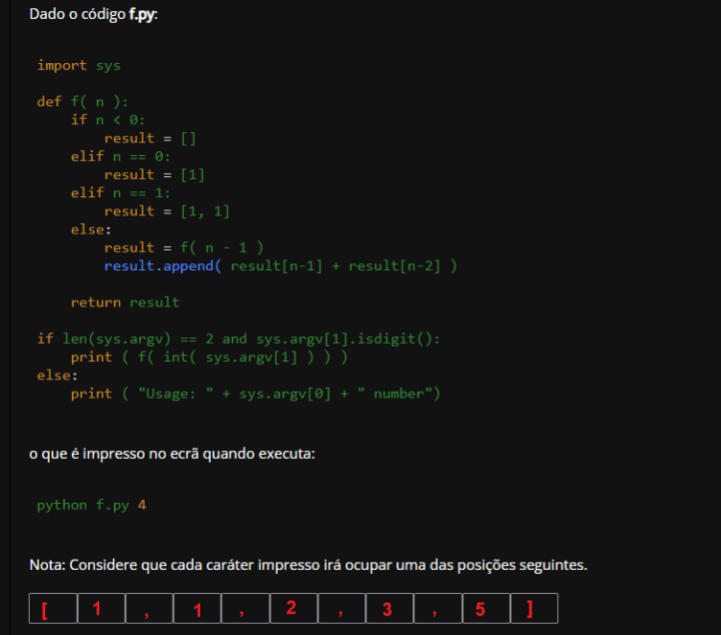 Dado o código f.py:
import sys
def f( n ):
    if n < 0:
        result = []
    elif n == 0:
        result = [1]
    elif n == 1:
        result = [1, 1]
    else:
        result = f( n - 1 )
        result.append( result[n-1] + result[n-2] )
    return result
if len(sys.argv) == 2 and sys.argv[1].isdigit():
    print ( f( int( sys.argv[1] ) ) )
else:
    print ( "Usage: " + sys.argv[0] + " number")
o que é impresso no ecrã quando executa:
python f.py 4
Nota: Considere que cada caráter impresso irá ocupar uma das posições seguintes.
[ 1 , 1 , 2 , 3 , 5 ]